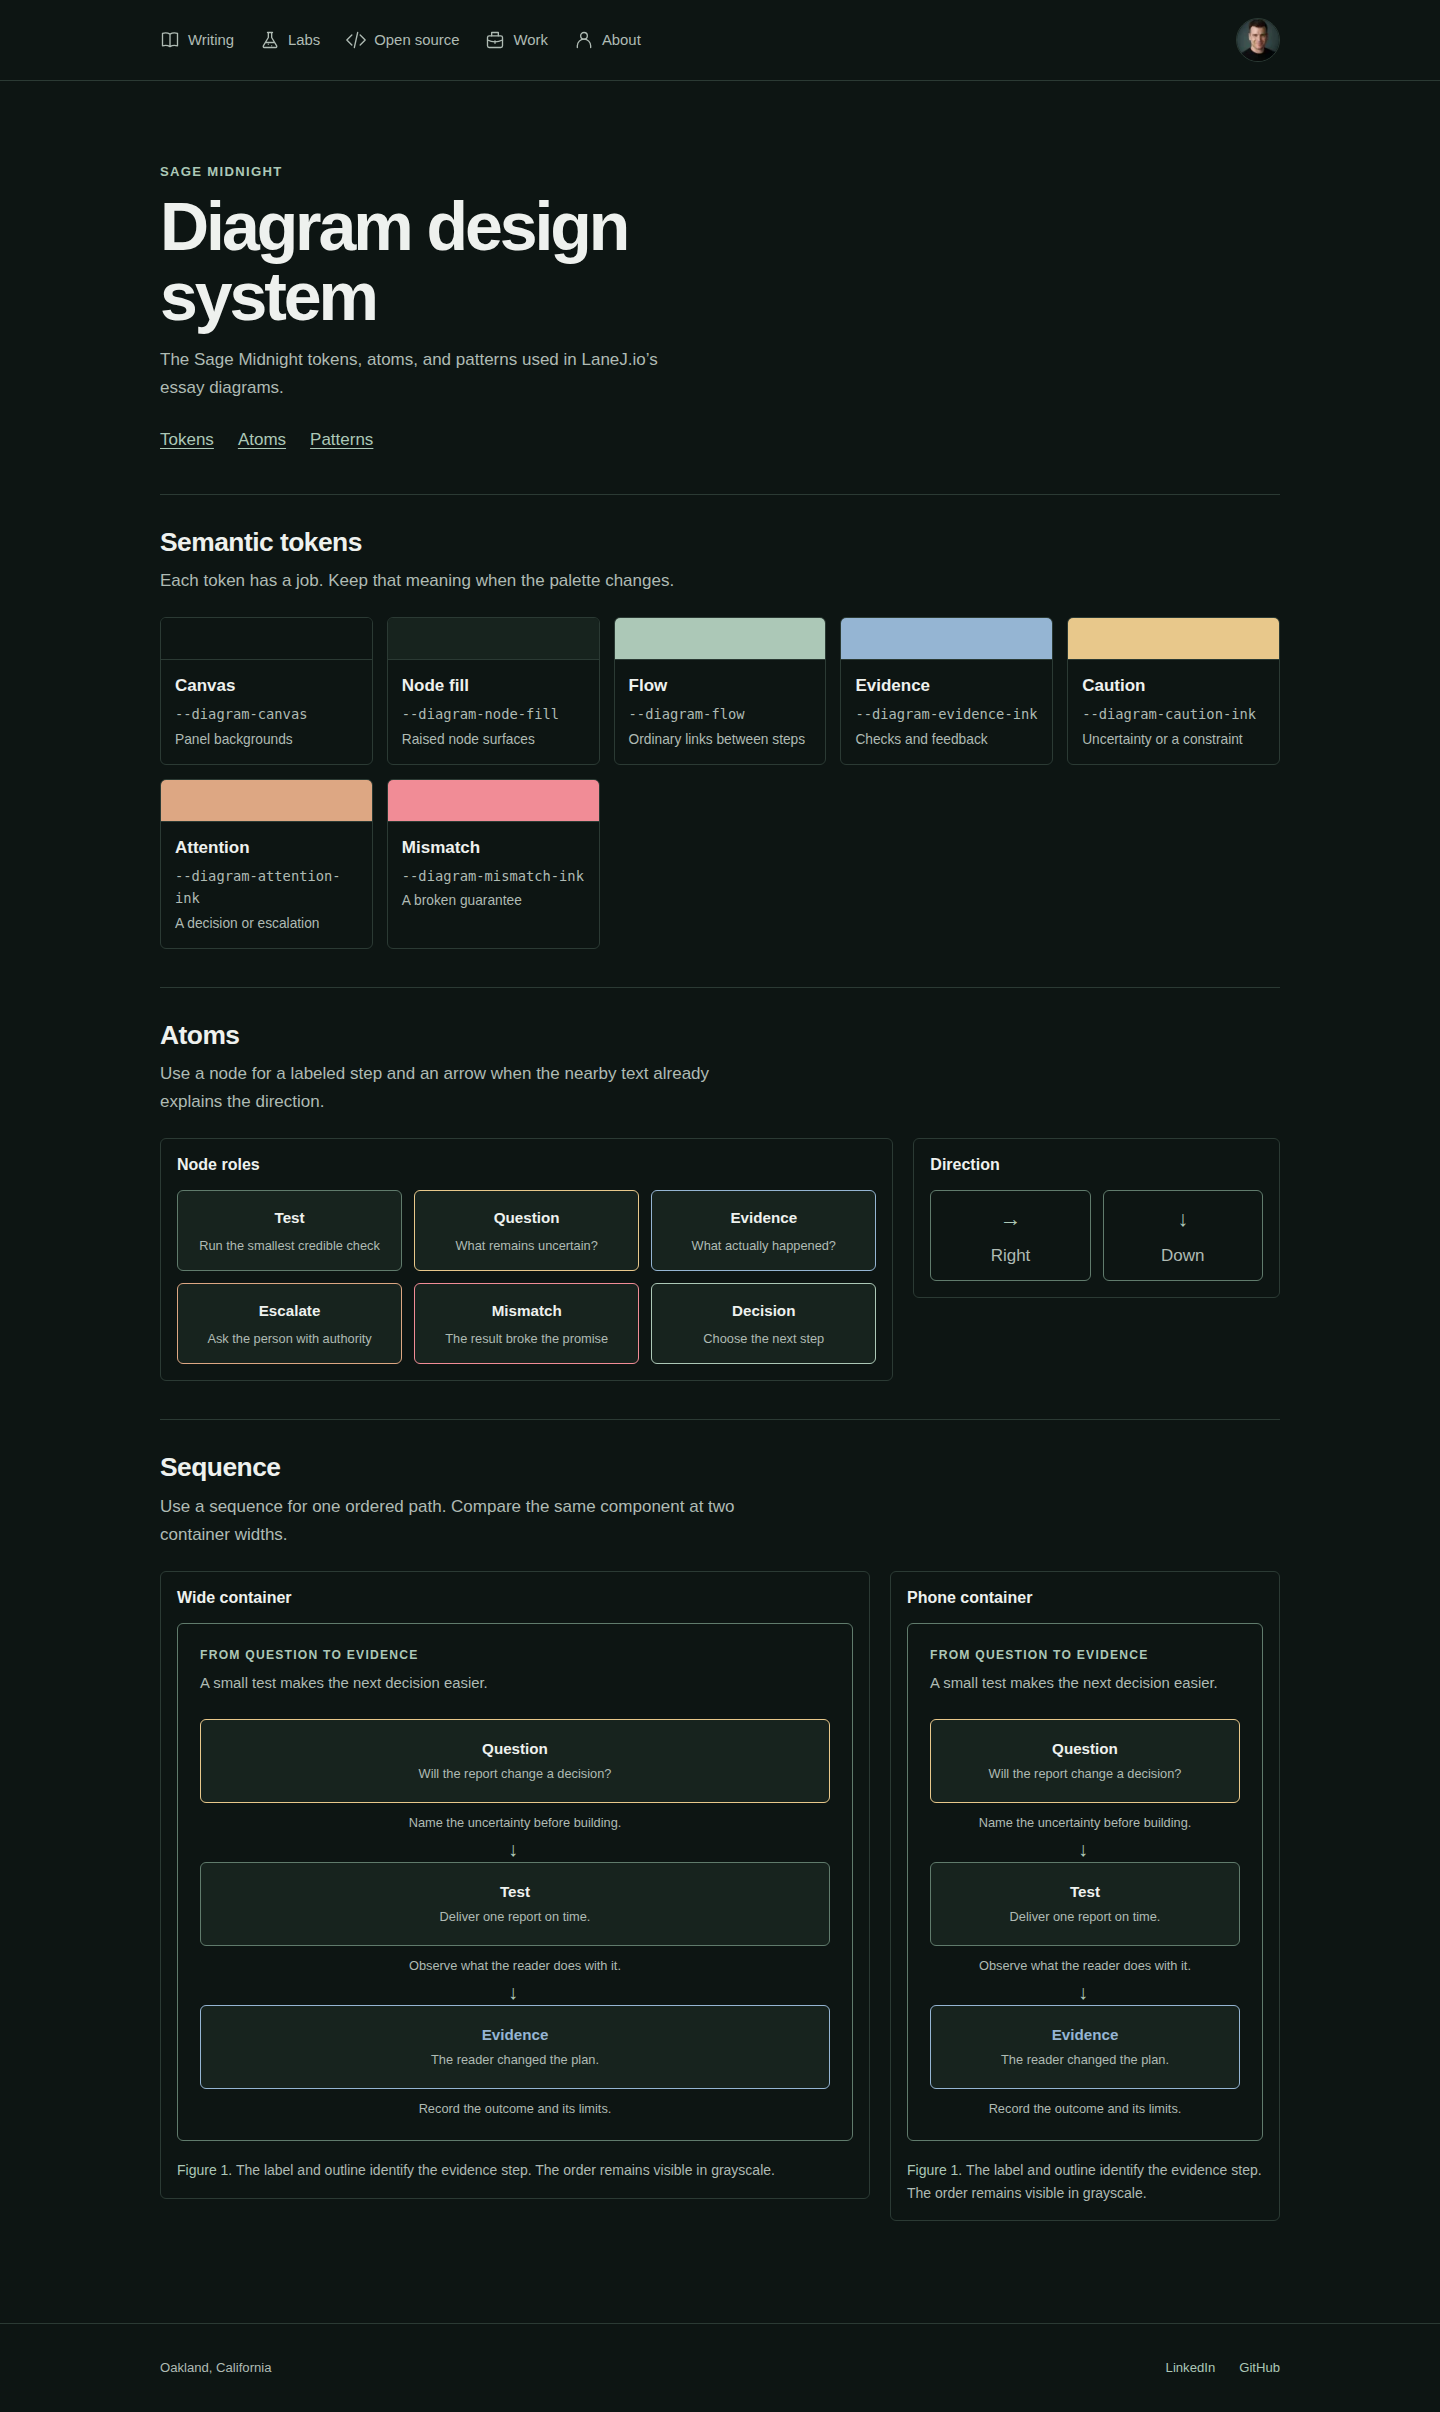 Writing
Labs
Open source
Work
About
SAGE MIDNIGHT
Diagram design
system
The Sage Midnight tokens, atoms, and patterns used in LaneJ.io’s
essay diagrams.
Tokens
Atoms
Patterns
Semantic tokens
Each token has a job. Keep that meaning when the palette changes.
Canvas
--diagram-canvas
Panel backgrounds
Node fill
--diagram-node-fill
Raised node surfaces
Flow
--diagram-flow
Ordinary links between steps
Evidence
--diagram-evidence-ink
Checks and feedback
Caution
--diagram-caution-ink
Uncertainty or a constraint
Attention
--diagram-attention-
ink
A decision or escalation
Mismatch
--diagram-mismatch-ink
A broken guarantee
Atoms
Use a node for a labeled step and an arrow when the nearby text already
explains the direction.
Node roles
Test
Run the smallest credible check
Question
What remains uncertain?
Evidence
What actually happened?
Escalate
Ask the person with authority
Mismatch
The result broke the promise
Decision
Choose the next step
Direction
→
Right
↓
Down
Sequence
Use a sequence for one ordered path. Compare the same component at two
container widths.
Wide container
FROM QUESTION TO EVIDENCE
A small test makes the next decision easier.
Question
Will the report change a decision?
Name the uncertainty before building.
↓
Test
Deliver one report on time.
Observe what the reader does with it.
↓
Evidence
The reader changed the plan.
Record the outcome and its limits.
Figure 1. The label and outline identify the evidence step. The order remains visible in grayscale.
Phone container
FROM QUESTION TO EVIDENCE
A small test makes the next decision easier.
Question
Will the report change a decision?
Name the uncertainty before building.
↓
Test
Deliver one report on time.
Observe what the reader does with it.
↓
Evidence
The reader changed the plan.
Record the outcome and its limits.
Figure 1. The label and outline identify the evidence step.
The order remains visible in grayscale.
Oakland, California
LinkedIn
GitHub